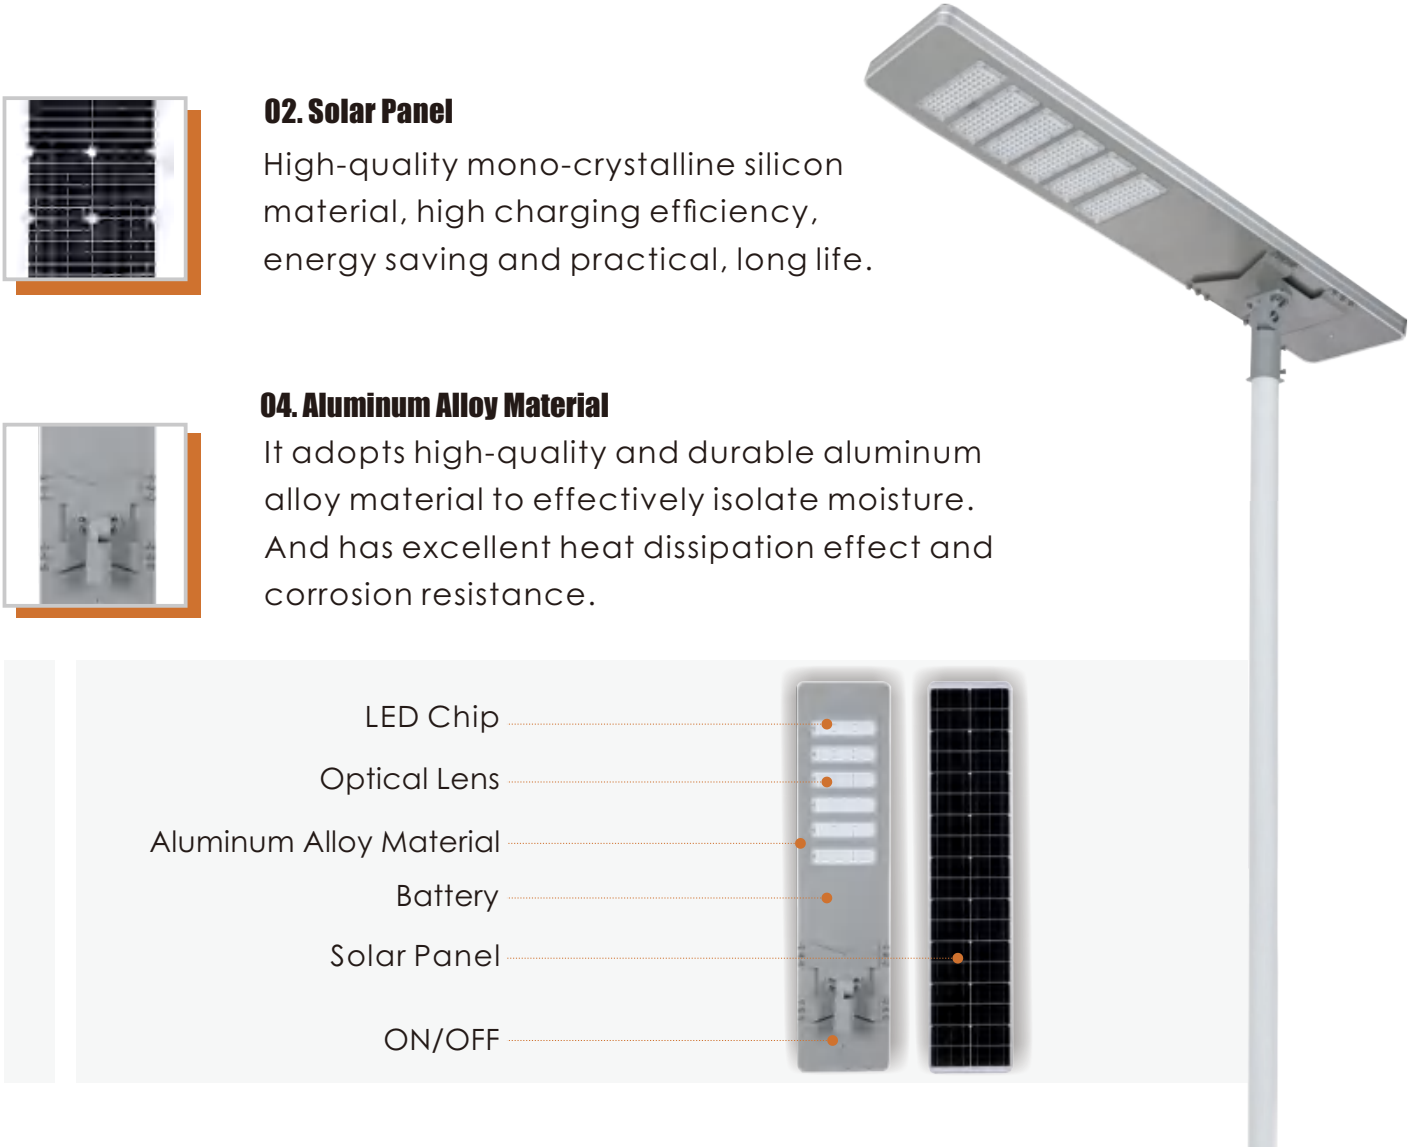 02. Solar Panel
High-quality mono-crystalline silicon
material, high charging efficiency,
energy saving and practical, long life.
04. Aluminum Alloy Material
It adopts high-quality and durable aluminum
alloy material to effectively isolate moisture.
And has excellent heat dissipation effect and
corrosion resistance.
LED Chip
Optical Lens
Aluminum Alloy Material
Battery
Solar Panel
ON/OFF